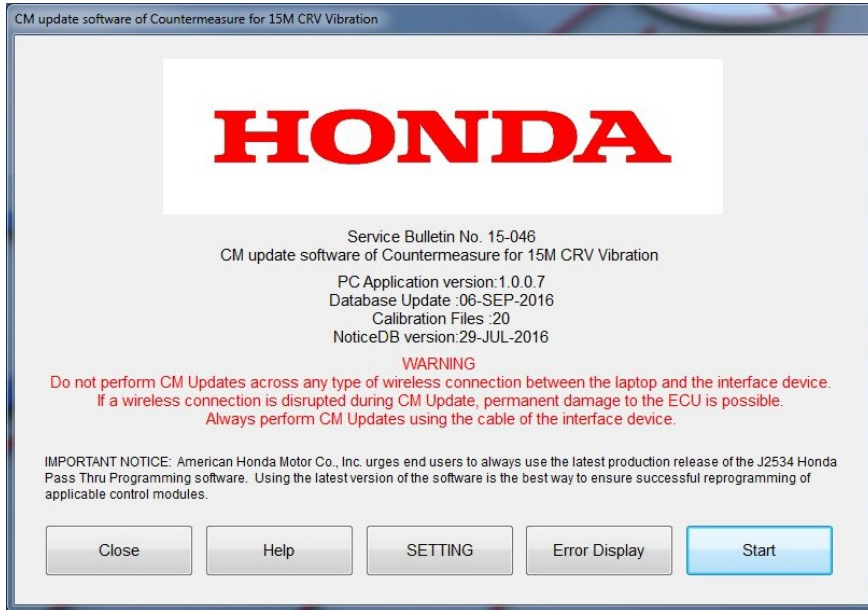 CM update software of Countermeasure for 15M CRV Vibration
HONDA
Service Bulletin No. 15-046
CM update software of Countermeasure for 15M CRV Vibration
PC Application version:1.0.0.7
Database Update :06-SEP-2016
Calibration Files :20
NoticeDB version:29-JUL-2016
WARNING
Do not perform CM Updates across any type of wireless connection between the laptop and the interface device.
If a wireless connection is disrupted during CM Update, permanent damage to the ECU is possible.
Always perform CM Updates using the cable of the interface device.
IMPORTANT NOTICE: American Honda Motor Co., Inc. urges end users to always use the latest production release of the J2534 Honda
Pass Thru Programming software. Using the latest version of the software is the best way to ensure successful reprogramming of
applicable control modules.
Close Help SETTING Error Display Start